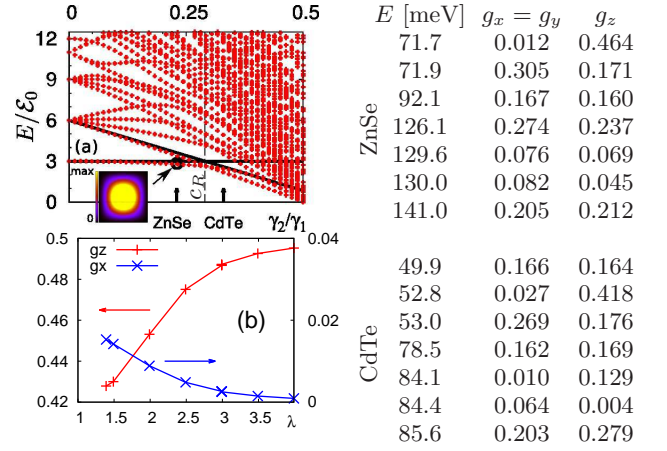 0 0.25 0.5
12
9
6
3
0
E/ℰ₀
(a)
max
0
c_R
ZnSe CdTe γ₂/γ₁
0.5
0.48
0.46
0.44
0.42
gz
gx
(b)
0.04
0.02
0
1 1.5 2 2.5 3 3.5 λ
E [meV] g_x = g_y g_z
ZnSe
71.7 0.012 0.464
71.9 0.305 0.171
92.1 0.167 0.160
126.1 0.274 0.237
129.6 0.076 0.069
130.0 0.082 0.045
141.0 0.205 0.212
CdTe
49.9 0.166 0.164
52.8 0.027 0.418
53.0 0.269 0.176
78.5 0.162 0.169
84.1 0.010 0.129
84.4 0.064 0.004
85.6 0.203 0.279